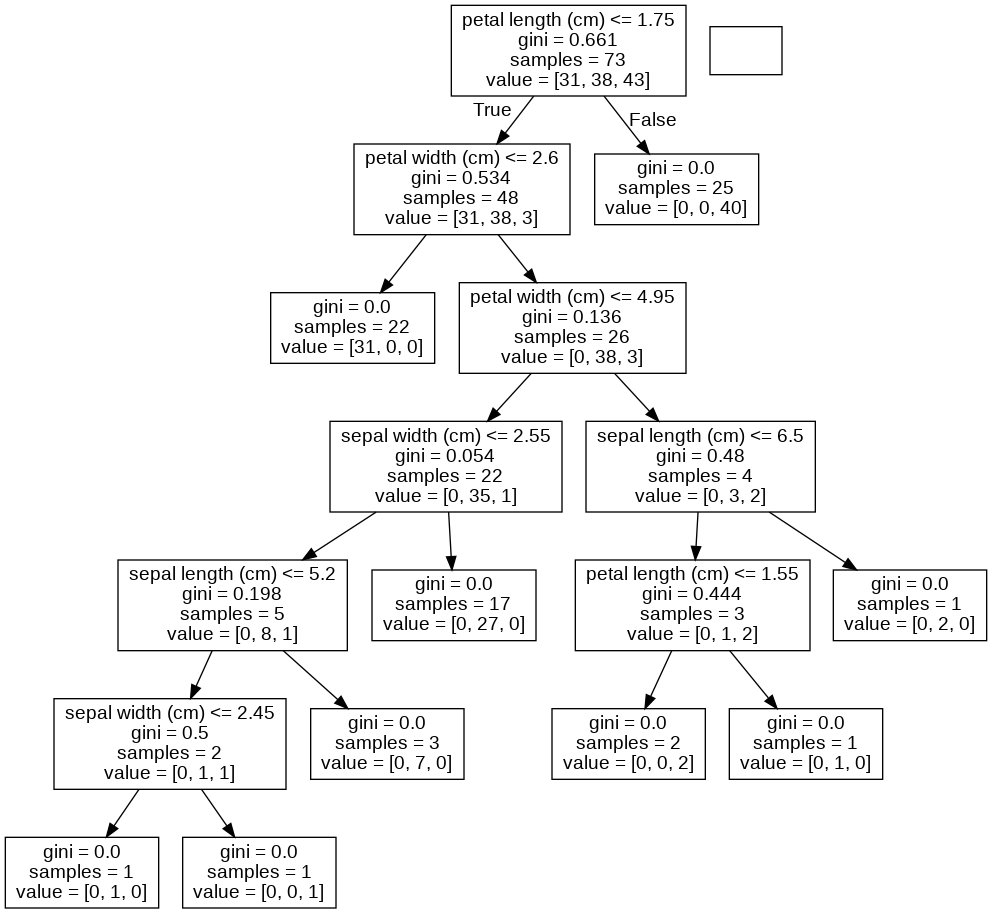 petal length (cm) <= 1.75
gini = 0.661
samples = 73
value = [31, 38, 43]
True
False
petal width (cm) <= 2.6
gini = 0.534
samples = 48
value = [31, 38, 3]
gini = 0.0
samples = 25
value = [0, 0, 40]
gini = 0.0
samples = 22
value = [31, 0, 0]
petal width (cm) <= 4.95
gini = 0.136
samples = 26
value = [0, 38, 3]
sepal width (cm) <= 2.55
gini = 0.054
samples = 22
value = [0, 35, 1]
sepal length (cm) <= 6.5
gini = 0.48
samples = 4
value = [0, 3, 2]
sepal length (cm) <= 5.2
gini = 0.198
samples = 5
value = [0, 8, 1]
gini = 0.0
samples = 17
value = [0, 27, 0]
petal length (cm) <= 1.55
gini = 0.444
samples = 3
value = [0, 1, 2]
gini = 0.0
samples = 1
value = [0, 2, 0]
sepal width (cm) <= 2.45
gini = 0.5
samples = 2
value = [0, 1, 1]
gini = 0.0
samples = 3
value = [0, 7, 0]
gini = 0.0
samples = 2
value = [0, 0, 2]
gini = 0.0
samples = 1
value = [0, 1, 0]
gini = 0.0
samples = 1
value = [0, 1, 0]
gini = 0.0
samples = 1
value = [0, 0, 1]